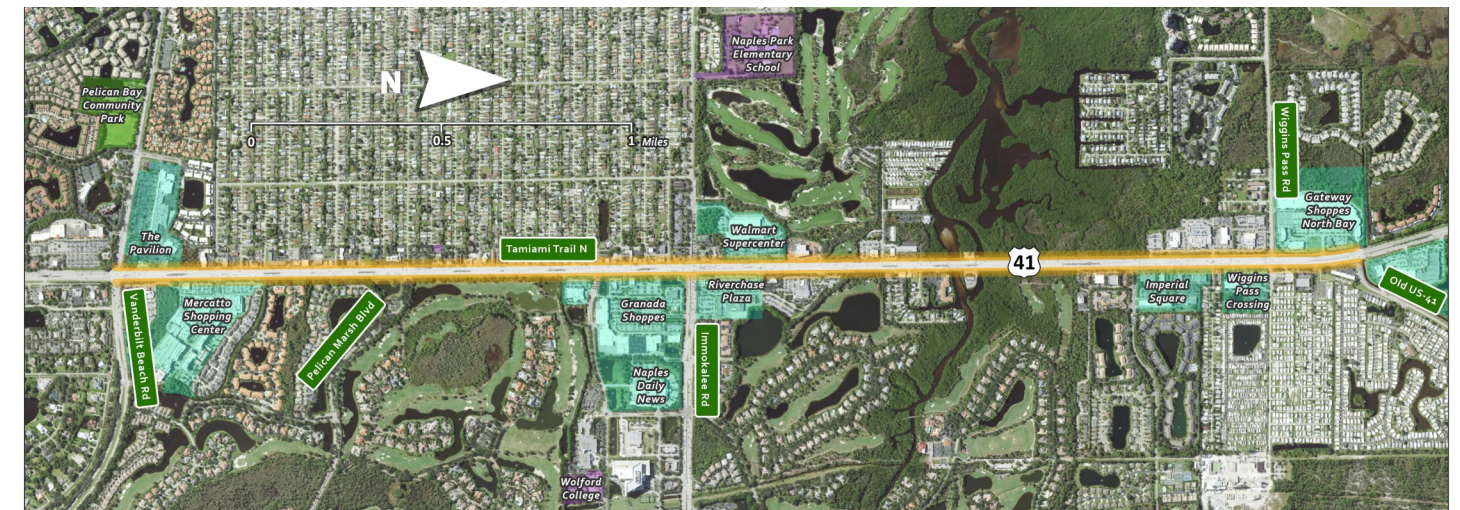 Naples Park
Elementary
School
N
Pelican Bay
Community
Park
0
0.5
1 Miles
Wiggins Pass Rd
Gateway
Shoppes
North Bay
The
Pavilion
Walmart
Supercenter
Tamiami Trail N
41
Mercatto
Shopping
Center
Vanderbilt Beach Rd
Pelican Marsh Blvd
Granada
Shoppes
Riverchase
Plaza
Imperial
Square
Wiggins
Pass
Crossing
Old US-41
Immokalee Rd
Naples
Daily
News
Wolford
College